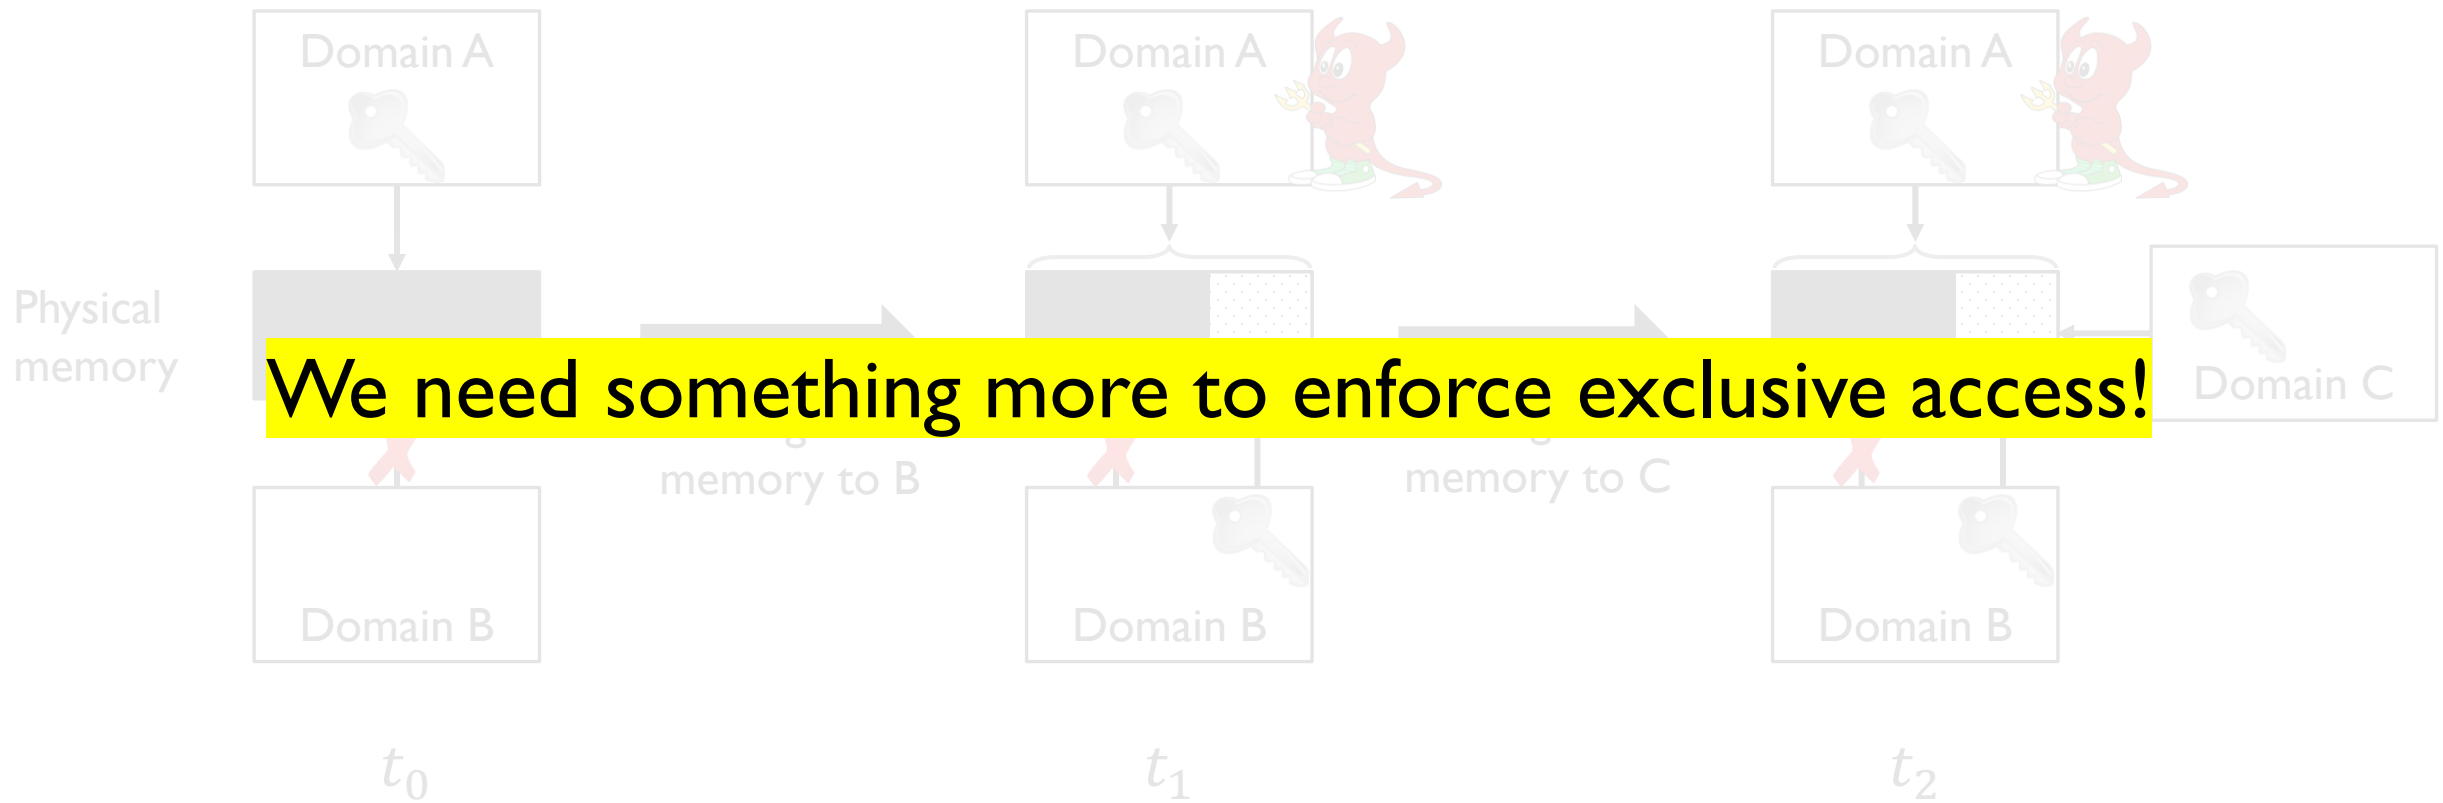 Domain A
Domain A
Domain A
Physical
memory
Domain C
We need something more to enforce exclusive access!
memory to B
memory to C
Domain B
Domain B
Domain B
t₀
t₁
t₂